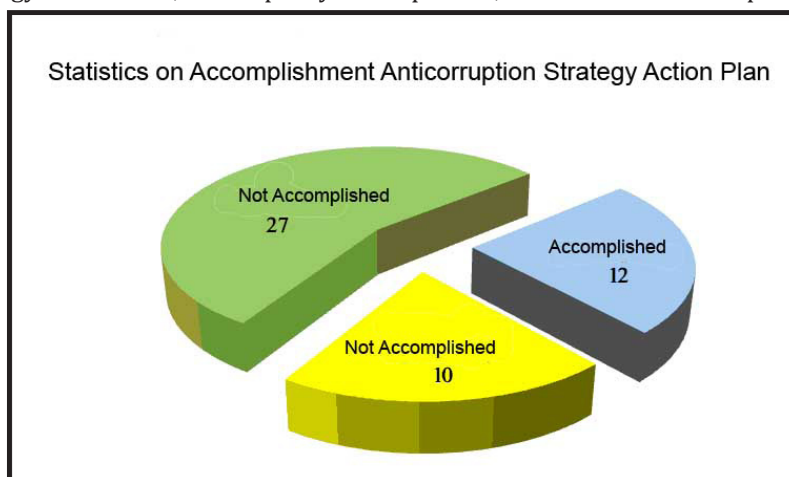 Statistics on Accomplishment Anticorruption Strategy Action Plan
Not Accomplished
27
Accomplished
12
Not Accomplished
10